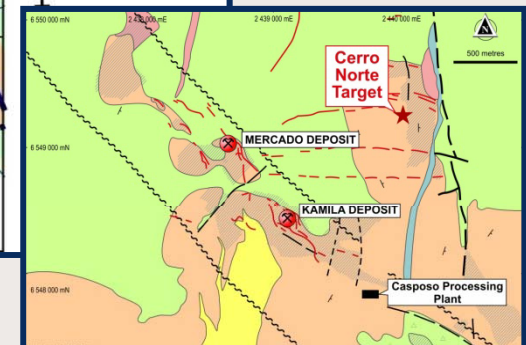 6 550 000 mN
2 438 000 mE
2 439 000 mE
2 440 000 mE
N
500 metres
Cerro
Norte
Target
6 549 000 mN
MERCADO DEPOSIT
KAMILA DEPOSIT
6 548 000 mN
Casposo Processing
Plant